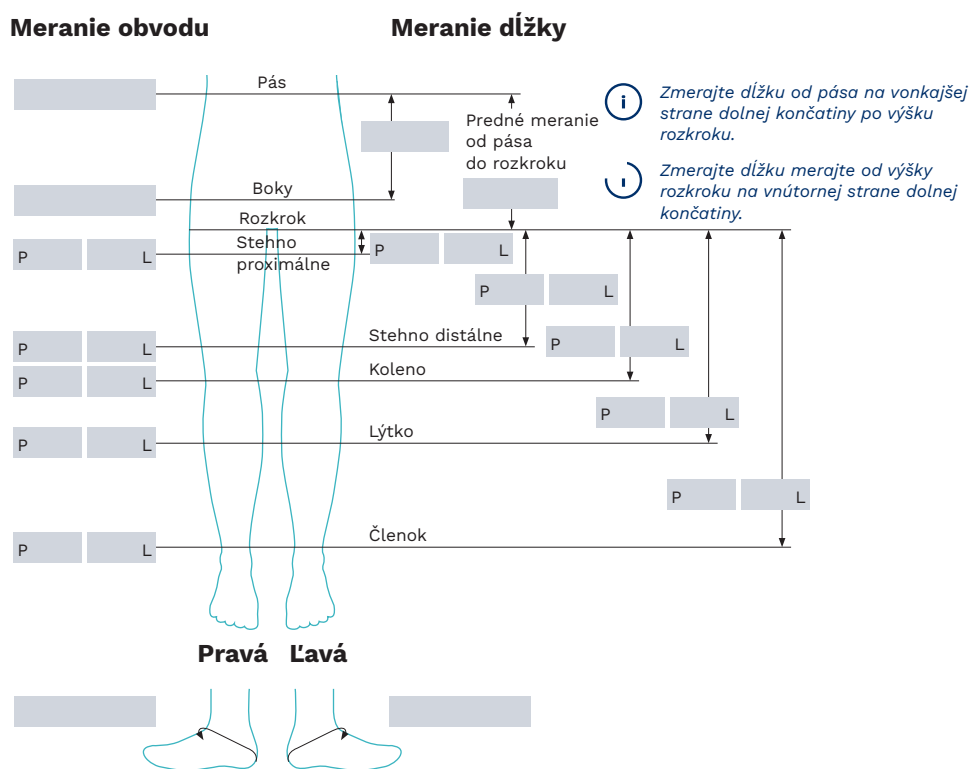 Meranie obvodu
Meranie dĺžky
Pás
Zmerajte dĺžku od pása na vonkajšej
strane dolnej končatiny po výšku
rozkroku.
Predné meranie
od pása
do rozkroku
Zmerajte dĺžku merajte od výšky
rozkroku na vnútornej strane dolnej
končatiny.
Boky
Rozkrok
P L
Stehno
proximálne
P L
P L
P L
Stehno distálne
P L
P L
Koleno
P L
P L
Lýtko
P L
P L
Členok
Pravá Ľavá